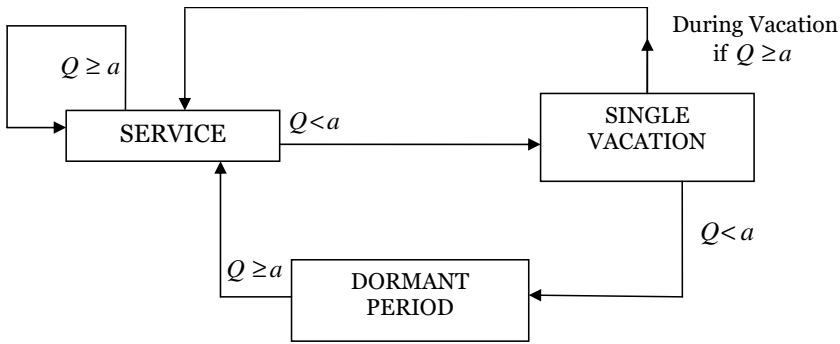 During Vacation
if Q ≥ a
Q ≥ a
SERVICE
Q < a
SINGLE
VACATION
Q < a
Q ≥ a
DORMANT
PERIOD